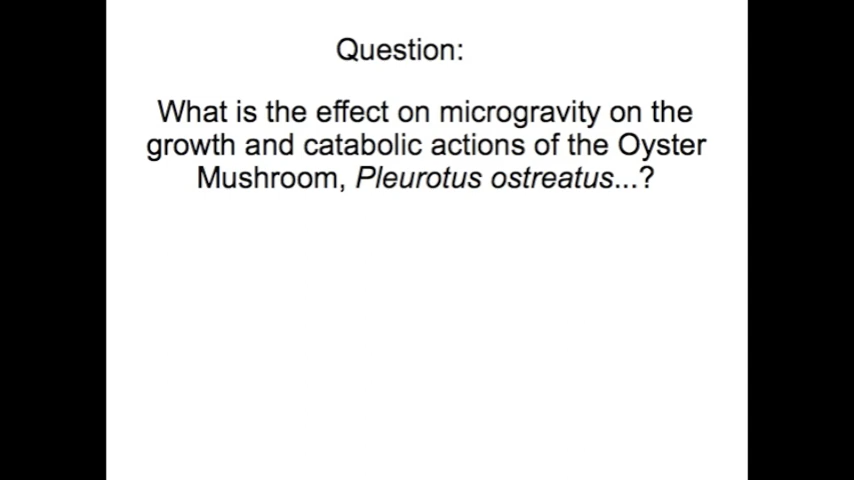 Question:
What is the effect on microgravity on the
growth and catabolic actions of the Oyster
Mushroom, Pleurotus ostreatus...?